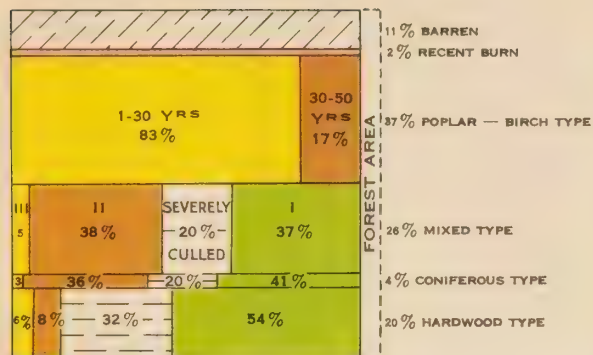 11% BARREN
2% RECENT BURN
1-30 YRS
83%
30-50
YRS
17%
37% POPLAR — BIRCH TYPE
FOREST AREA
III
5
II
38%
SEVERELY
20%
CULLED
I
37%
26% MIXED TYPE
3
36%
20%
41%
4% CONIFEROUS TYPE
6%
8%
32%
54%
20% HARDWOOD TYPE